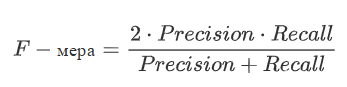 F − мера = 2 · Precision · Recall / Precision + Recall